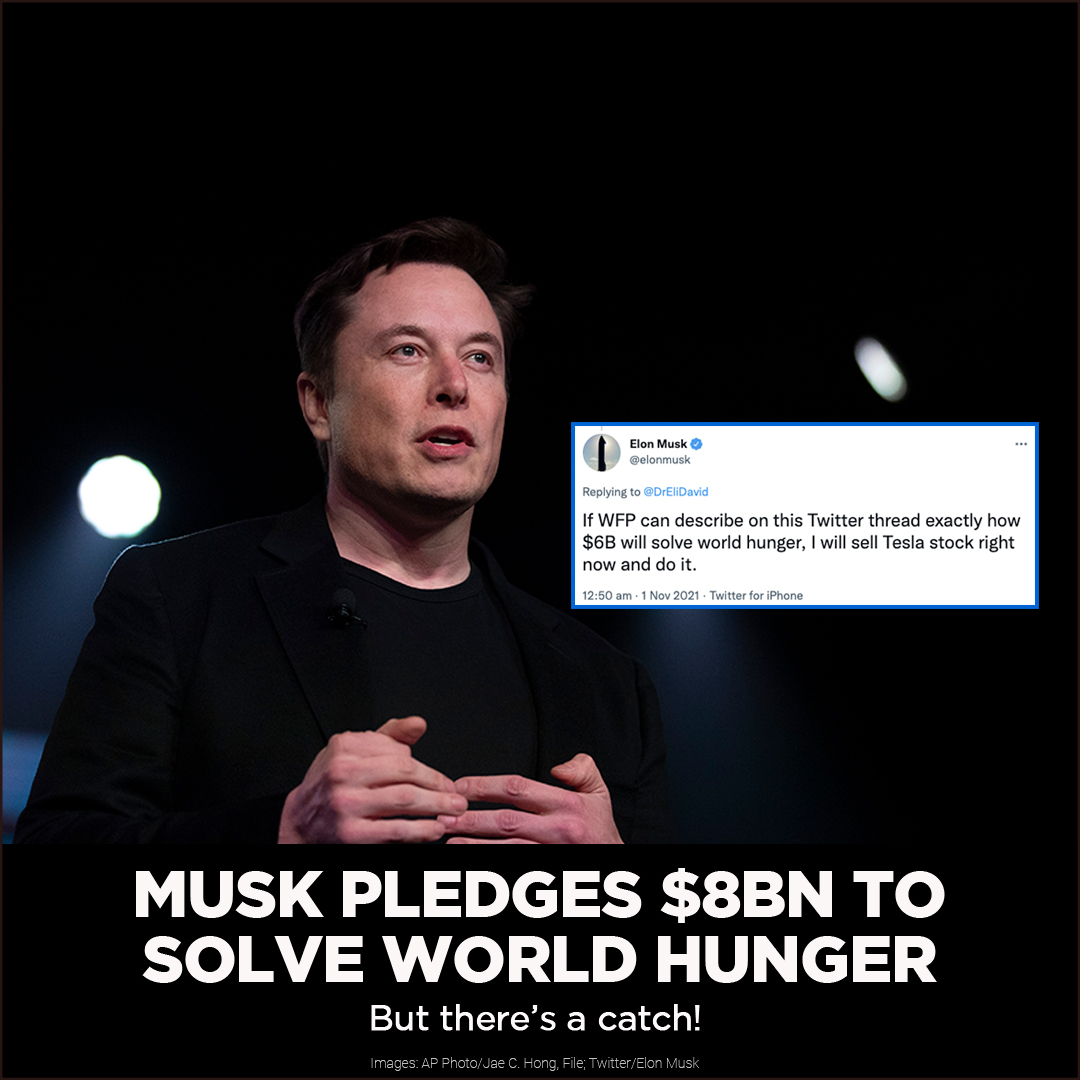 Elon Musk
@elonmusk
Replying to @DrEliDavid
If WFP can describe on this Twitter thread exactly how
$6B will solve world hunger, I will sell Tesla stock right
now and do it.
12:50 am · 1 Nov 2021 · Twitter for iPhone
MUSK PLEDGES $8BN TO
SOLVE WORLD HUNGER
But there's a catch!
Images: AP Photo/Jae C. Hong, File; Twitter/Elon Musk